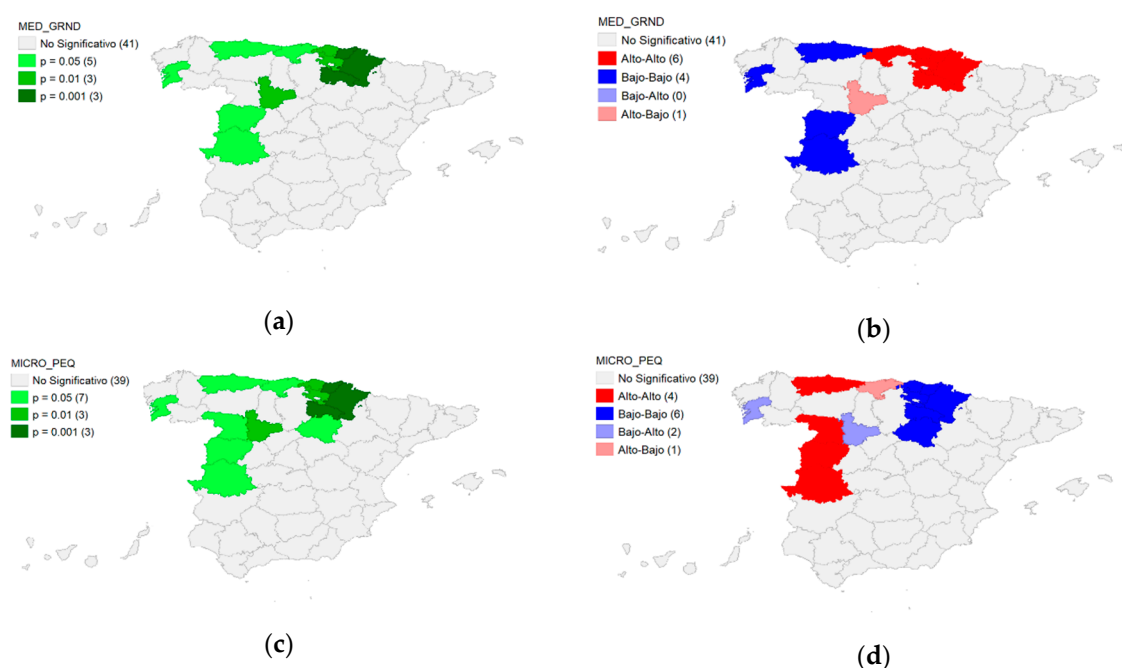 MED_GRND
No Significativo (41)
p = 0.05 (5)
p = 0.01 (3)
p = 0.001 (3)
(a)
MED_GRND
No Significativo (41)
Alto-Alto (6)
Bajo-Bajo (4)
Bajo-Alto (0)
Alto-Bajo (1)
(b)
MICRO_PEQ
No Significativo (39)
p = 0.05 (7)
p = 0.01 (3)
p = 0.001 (3)
(c)
MICRO_PEQ
No Significativo (39)
Alto-Alto (4)
Bajo-Bajo (6)
Bajo-Alto (2)
Alto-Bajo (1)
(d)